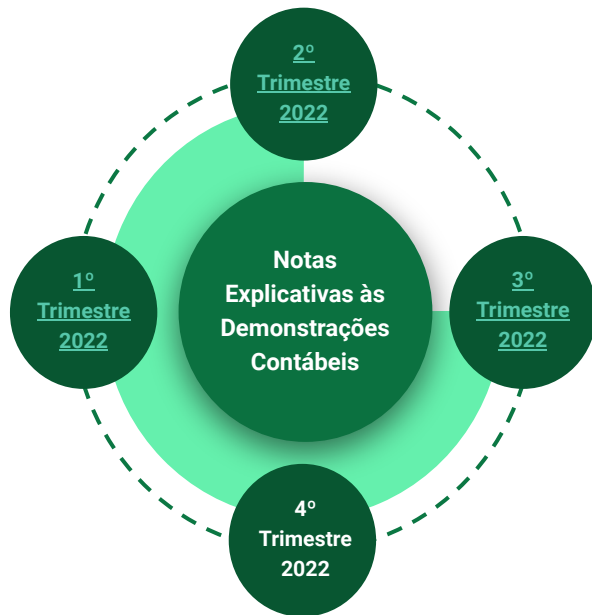 2º
Trimestre
2022
Notas
Explicativas às
Demonstrações
Contábeis
1º
Trimestre
2022
3º
Trimestre
2022
4º
Trimestre
2022